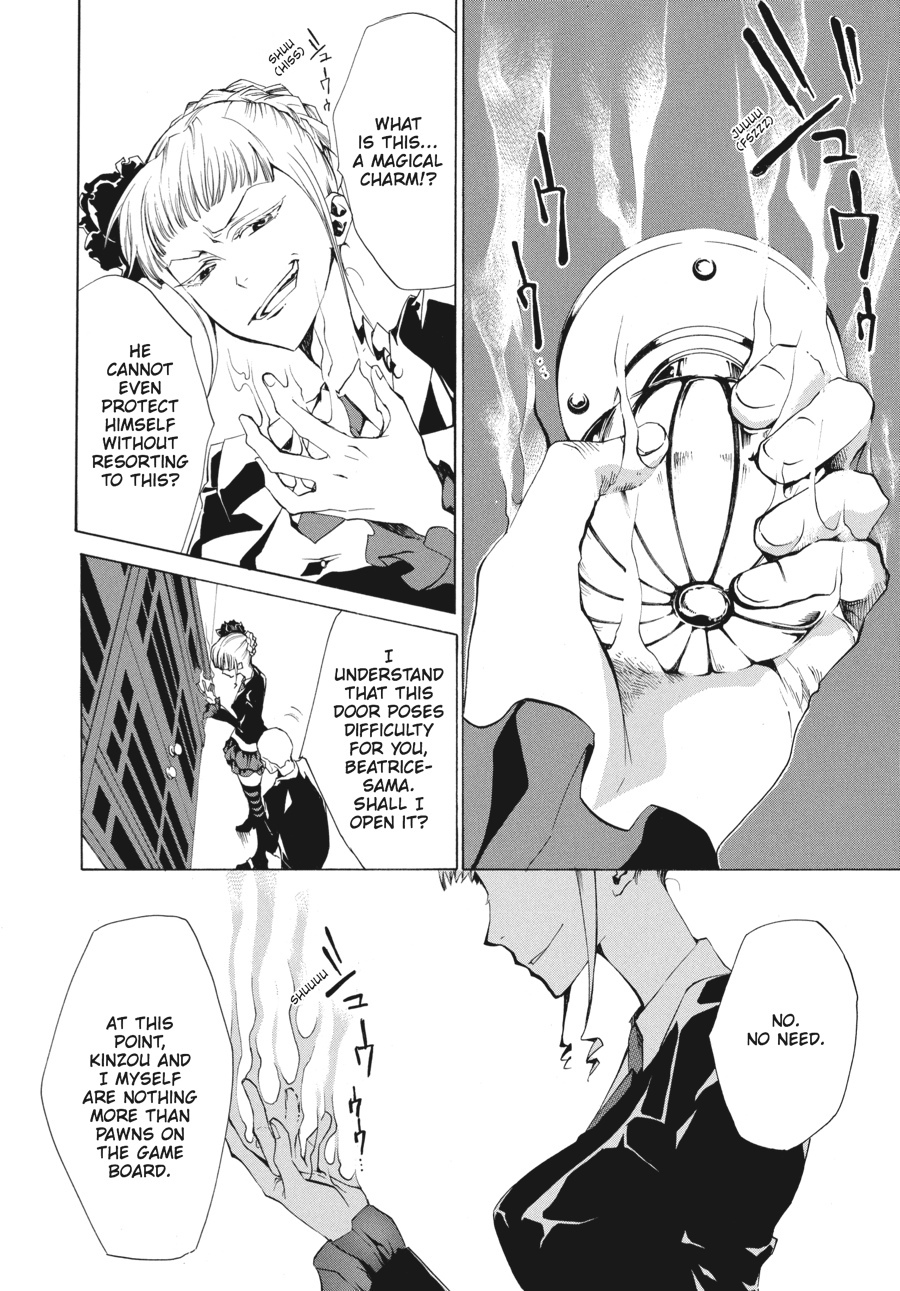 ジュウウウ
JUUUU
(FSZZZ)
WHAT
IS THIS...
A MAGICAL
CHARM!?
シューウゥ
SHUU
(HISS)
HE
CANNOT
EVEN
PROTECT
HIMSELF
WITHOUT
RESORTING
TO THIS?
I
UNDERSTAND
THAT THIS
DOOR POSES
DIFFICULTY
FOR YOU,
BEATRICE-
SAMA.
SHALL I
OPEN IT?
NO.
NO NEED.
シュウゥ…
SHUUUU
AT THIS
POINT,
KINZOU AND
I MYSELF
ARE NOTHING
MORE THAN
PAWNS ON
THE GAME
BOARD.